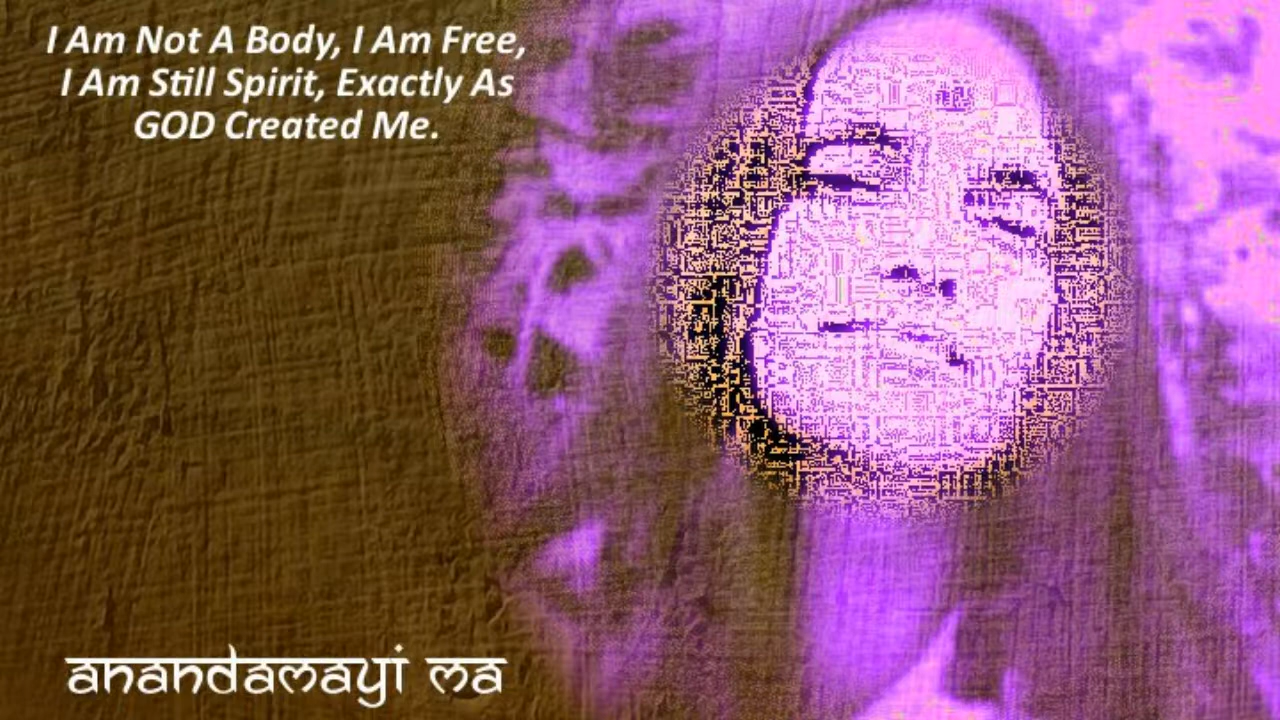 I Am Not A Body, I Am Free,
I Am Still Spirit, Exactly As
GOD Created Me.
anandamayi ma